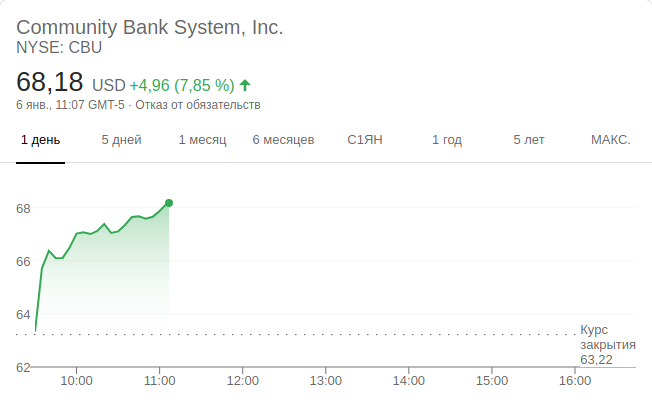 Community Bank System, Inc.
NYSE: CBU
68,18 USD +4,96 (7,85 %)
6 янв., 11:07 GMT-5 · Отказ от обязательств
1 день 5 дней 1 месяц 6 месяцев С1ЯН 1 год 5 лет МАКС.
68
66
64
62
Курс
закрытия
63,22
10:00 11:00 12:00 13:00 14:00 15:00 16:00